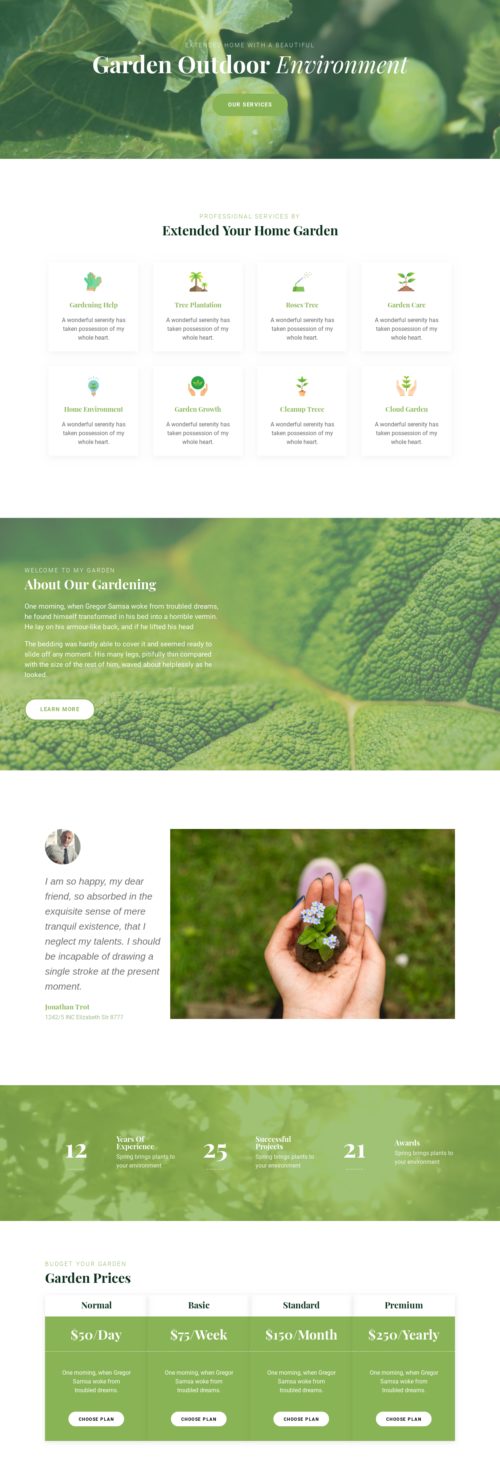 EXTENDED HOME WITH A BEAUTIFUL
Garden Outdoor Environment
OUR SERVICES
PROFESSIONAL SERVICES BY
Extended Your Home Garden
Gardening Help
A wonderful serenity has
taken possession of my
whole heart.
Tree Plantation
A wonderful serenity has
taken possession of my
whole heart.
Roses Tree
A wonderful serenity has
taken possession of my
whole heart.
Garden Care
A wonderful serenity has
taken possession of my
whole heart.
Home Environment
A wonderful serenity has
taken possession of my
whole heart.
Garden Growth
A wonderful serenity has
taken possession of my
whole heart.
Cleanup Treee
A wonderful serenity has
taken possession of my
whole heart.
Cloud Garden
A wonderful serenity has
taken possession of my
whole heart.
WELCOME TO MY GARDEN
About Our Gardening
One morning, when Gregor Samsa woke from troubled dreams,
he found himself transformed in his bed into a horrible vermin.
He lay on his armour-like back, and if he lifted his head
The bedding was hardly able to cover it and seemed ready to
slide off any moment. His many legs, pitifully thin compared
with the size of the rest of him, waved about helplessly as he
looked.
LEARN MORE
I am so happy, my dear
friend, so absorbed in the
exquisite sense of mere
tranquil existence, that I
neglect my talents. I should
be incapable of drawing a
single stroke at the present
moment.
Jonathan Trot
1242/5 INC Elizabeth Str 8777
12
Years Of
Experience
Spring brings plants to
your environment
25
Successful
Projects
Spring brings plants to
your environment
21
Awards
Spring brings plants to
your environment
BUDGET YOUR GARDEN
Garden Prices
Normal
$50/Day
One morning, when Gregor
Samsa woke from
troubled dreams.
CHOOSE PLAN
Basic
$75/Week
One morning, when Gregor
Samsa woke from
troubled dreams.
CHOOSE PLAN
Standard
$150/Month
One morning, when Gregor
Samsa woke from
troubled dreams.
CHOOSE PLAN
Premium
$250/Yearly
One morning, when Gregor
Samsa woke from
troubled dreams.
CHOOSE PLAN